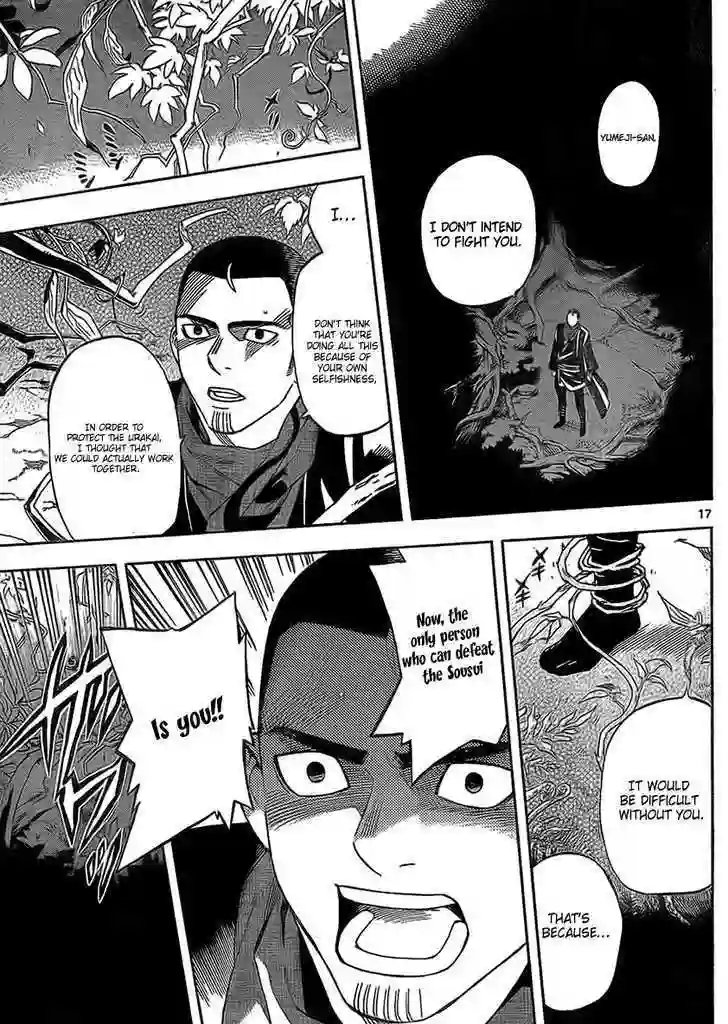 YUMEJI-SAN,
I DON'T INTEND
TO FIGHT YOU.
I...
DON'T THINK
THAT YOU'RE
DOING ALL THIS
BECAUSE OF
YOUR OWN
SELFISHNESS,
IN ORDER TO
PROTECT THE URAKAI,
I THOUGHT THAT
WE COULD ACTUALLY WORK
TOGETHER.
17
IT WOULD
BE DIFFICULT
WITHOUT YOU.
THAT'S
BECAUSE...
Now, the
only person
who can defeat
the Sousui
Is you!!